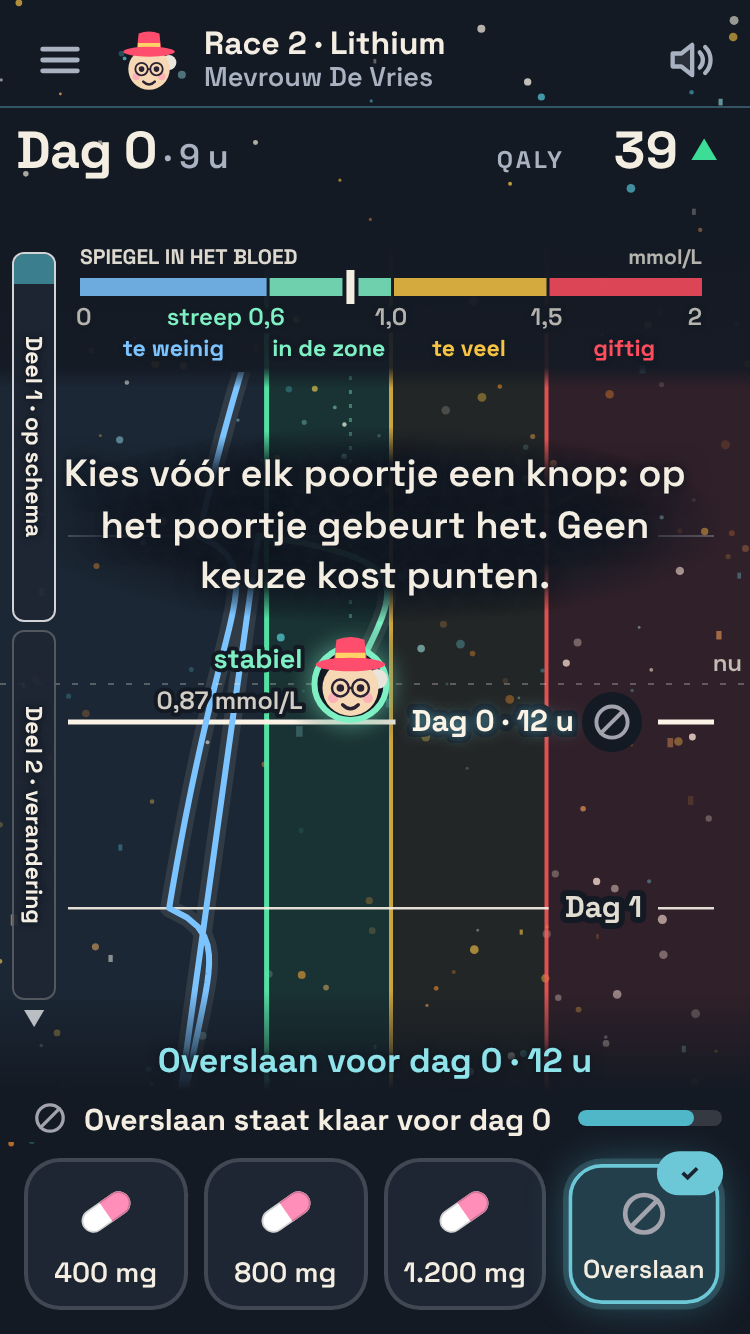 Race 2 · Lithium
Mevrouw De Vries
Dag 0 · 9 u
QALY 39
SPIEGEL IN HET BLOED mmol/L
0 streep 0,6 1,0 1,5 2
te weinig in de zone te veel giftig
Deel 1 · op schema
Kies vóór elk poortje een knop: op
het poortje gebeurt het. Geen
keuze kost punten.
stabiel
nu
0,87 mmol/L
Dag 0 · 12 u
Deel 2 · verandering
Dag 1
Overslaan voor dag 0 · 12 u
Overslaan staat klaar voor dag 0
400 mg
800 mg
1.200 mg
Overslaan